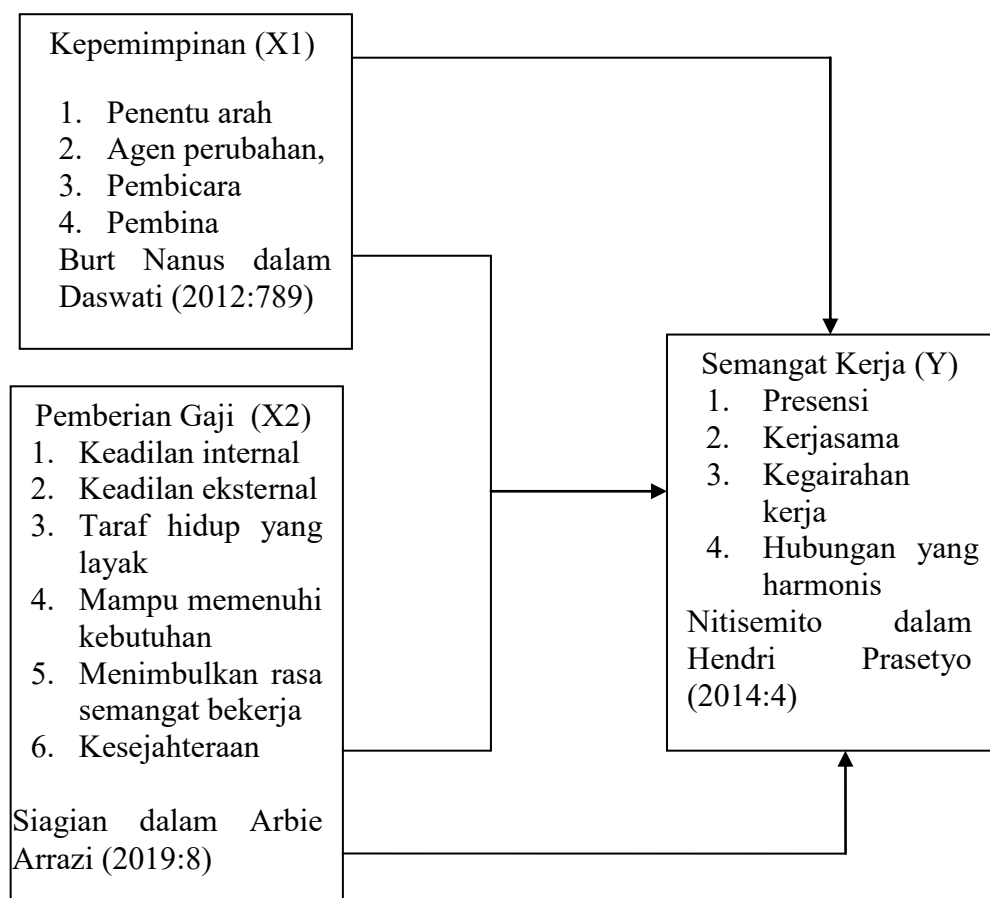 Kepemimpinan (X1)
1. Penentu arah
2. Agen perubahan,
3. Pembicara
4. Pembina
Burt Nanus dalam
Daswati (2012:789)
Pemberian Gaji (X2)
1. Keadilan internal
2. Keadilan eksternal
3. Taraf hidup yang
layak
4. Mampu memenuhi
kebutuhan
5. Menimbulkan rasa
semangat bekerja
6. Kesejahteraan
Siagian dalam Arbie
Arrazi (2019:8)
Semangat Kerja (Y)
1. Presensi
2. Kerjasama
3. Kegairahan
kerja
4. Hubungan yang
harmonis
Nitisemito dalam
Hendri Prasetyo
(2014:4)